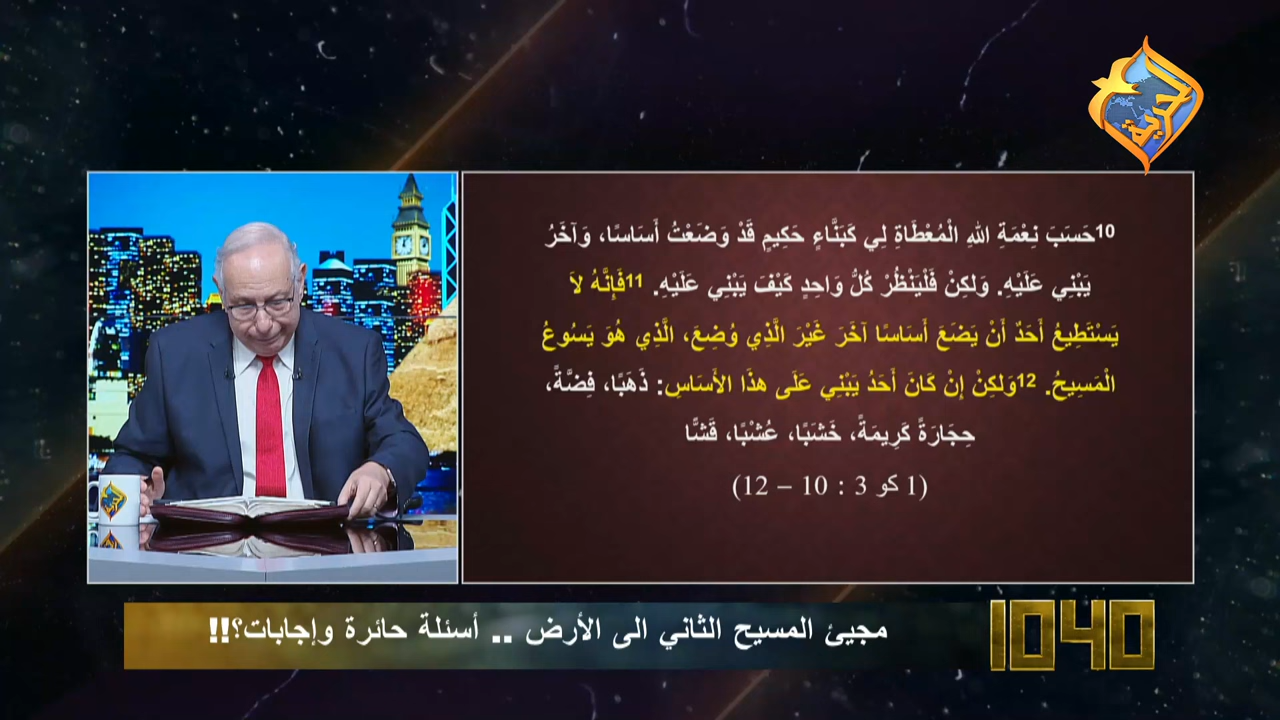 الحرية
10حَسَبَ نِعْمَةِ اللهِ الْمُعْطَاةِ لِي كَبَنَّاءٍ حَكِيمٍ قَدْ وَضَعْتُ أَسَاسًا، وَآخَرُ
يَبْنِي عَلَيْهِ. وَلكِنْ فَلْيَنْظُرْ كُلُّ وَاحِدٍ كَيْفَ يَبْنِي عَلَيْهِ. 11فَإِنَّهُ لاَ
يَسْتَطِيعُ أَحَدٌ أَنْ يَضَعَ أَسَاسًا آخَرَ غَيْرَ الَّذِي وُضِعَ، الَّذِي هُوَ يَسُوعُ
الْمَسِيحُ. 12وَلكِنْ إِنْ كَانَ أَحَدٌ يَبْنِي عَلَى هذَا الأَسَاسِ: ذَهَبًا، فِضَّةً،
حِجَارَةً كَرِيمَةً، خَشَبًا، عُشْبًا، قَشًّا
(1 كو 3 : 10 – 12)
مجيئ المسيح الثاني الى الأرض .. أسئلة حائرة وإجابات؟!!
1040